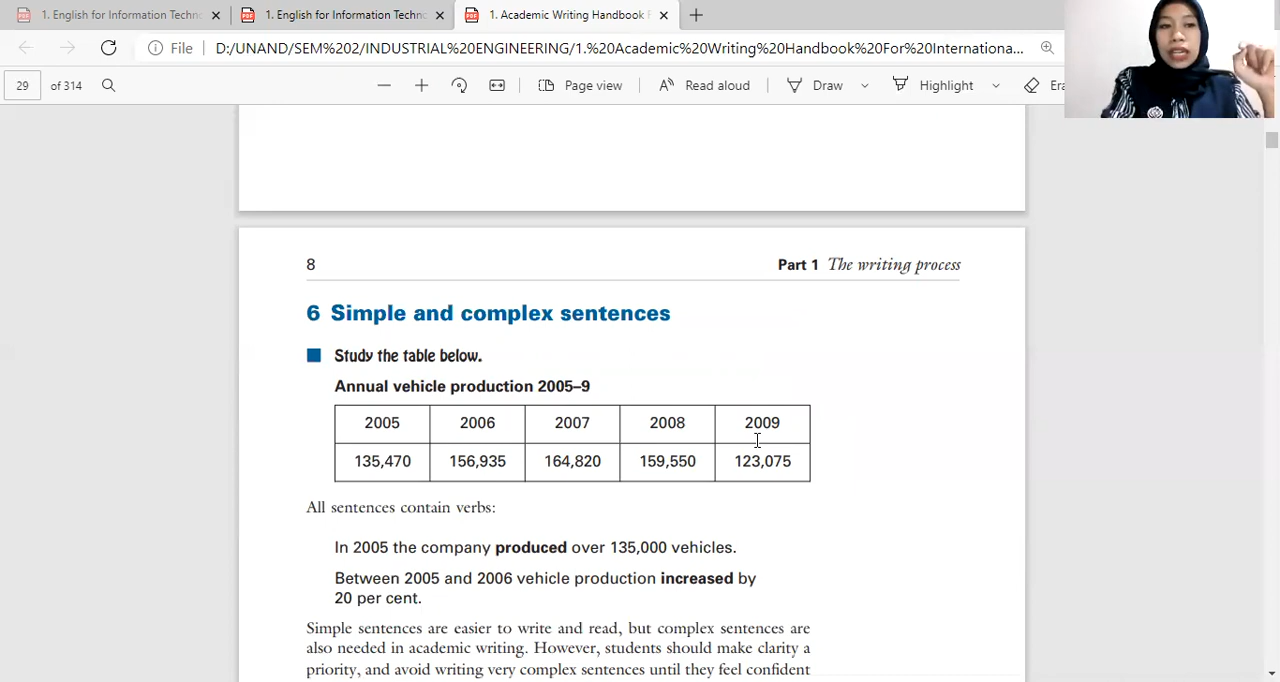 1. English for Information Techno
1. English for Information Techno
1. Academic Writing Handbook F
File
D:/UNAND/SEM%202/INDUSTRIAL%20ENGINEERING/1.%20Academic%20Writing%20Handbook%20For%20Internationa...
29
of 314
Page view
Read aloud
Draw
Highlight
Era
8
Part 1 The writing process
6 Simple and complex sentences
Study the table below.
Annual vehicle production 2005–9
2005 2006 2007 2008 2009
135,470 156,935 164,820 159,550 123,075
All sentences contain verbs:
In 2005 the company produced over 135,000 vehicles.
Between 2005 and 2006 vehicle production increased by
20 per cent.
Simple sentences are easier to write and read, but complex sentences are
also needed in academic writing. However, students should make clarity a
priority, and avoid writing very complex sentences until they feel confident